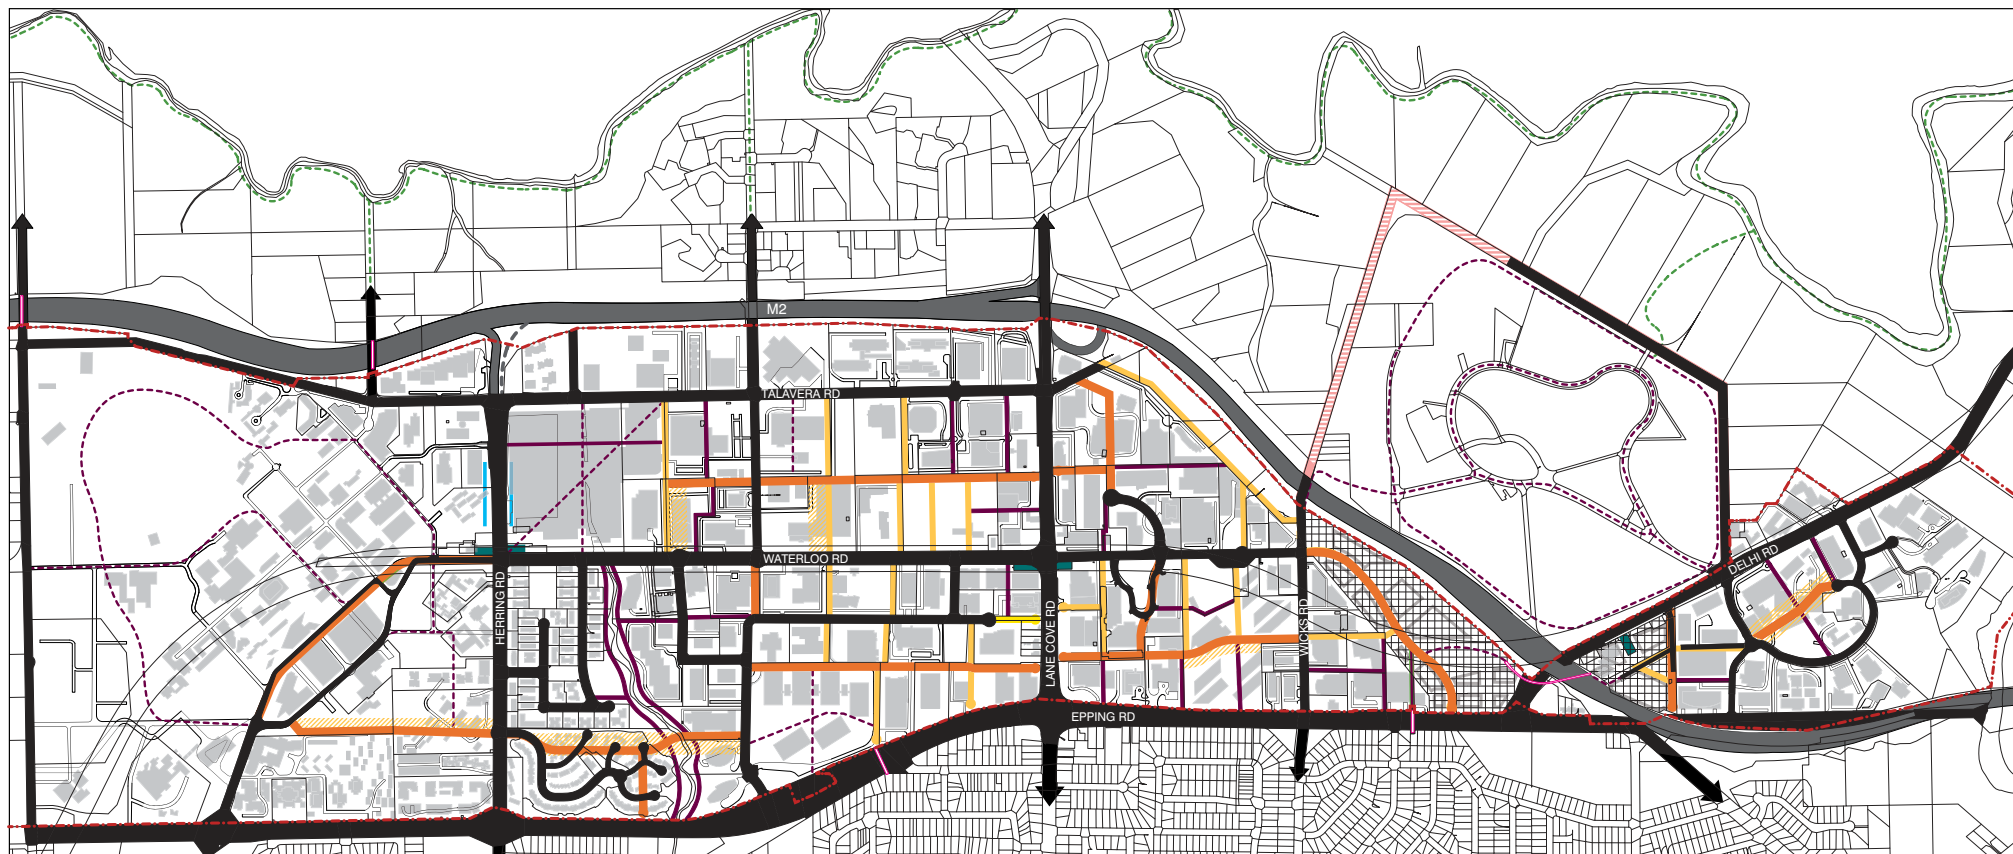 M2
TALAVERA RD
WATERLOO RD
HERRING RD
LANE COVE RD
WICKS RD
DELHI RD
EPPING RD